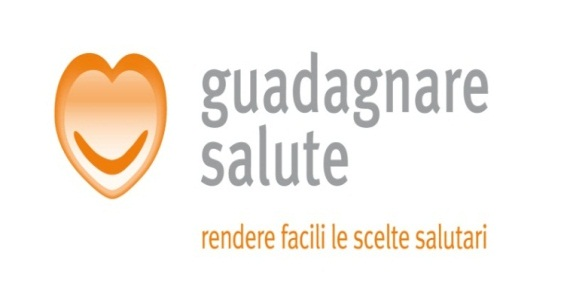 guadagnare
salute
rendere facili le scelte salutari